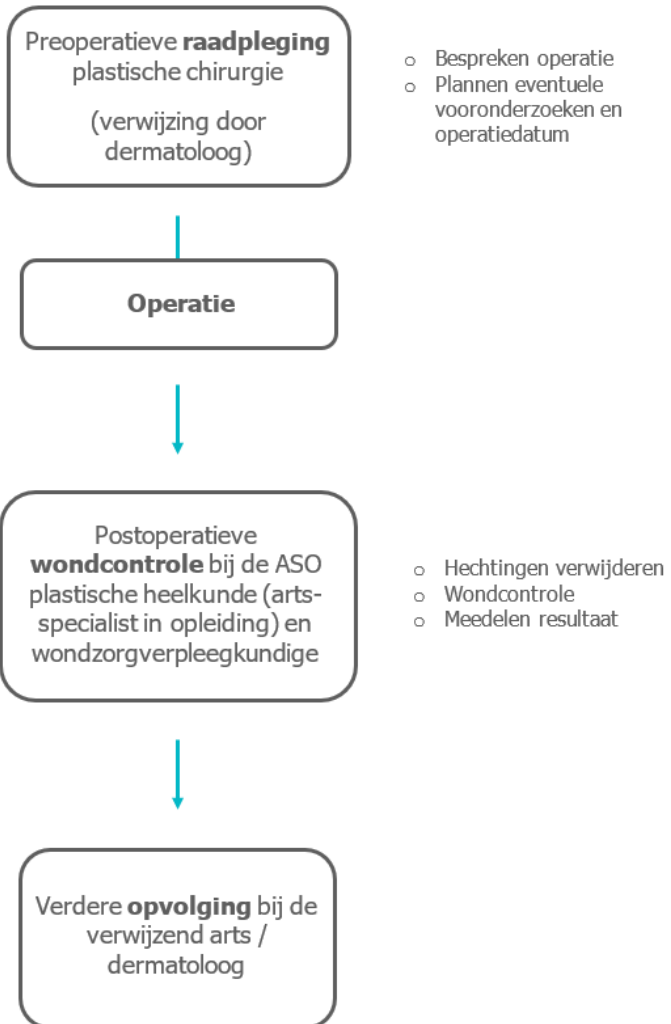 Preoperatieve raadpleging
plastische chirurgie
(verwijzing door
dermatoloog)
o Bespreken operatie
o Plannen eventuele
vooronderzoeken en
operatiedatum
Operatie
Postoperatieve
wondcontrole bij de ASO
plastische heelkunde (arts-
specialist in opleiding) en
wondzorgverpleegkundige
o Hechtingen verwijderen
o Wondcontrole
o Meedelen resultaat
Verdere opvolging bij de
verwijzend arts /
dermatoloog